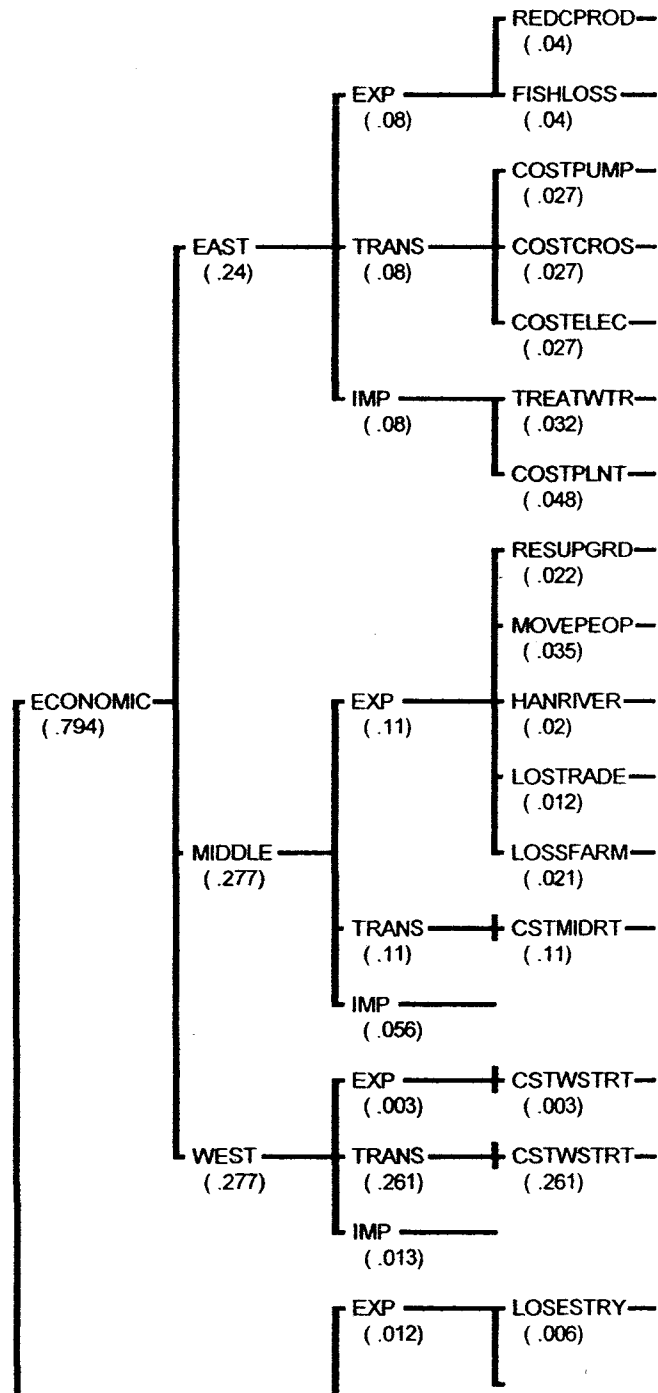 REDCPROD
( .04)
EXP
( .08)
FISHLOSS
( .04)
COSTPUMP
( .027)
EAST
( .24)
TRANS
( .08)
COSTCROS
( .027)
COSTELEC
( .027)
IMP
( .08)
TREATWTR
( .032)
COSTPLNT
( .048)
RESUPGRD
( .022)
MOVEPEOP
( .035)
ECONOMIC
( .794)
EXP
( .11)
HANRIVER
( .02)
LOSTRADE
( .012)
MIDDLE
( .277)
LOSSFARM
( .021)
TRANS
( .11)
CSTMIDRT
( .11)
IMP
( .056)
EXP
( .003)
CSTWSTRT
( .003)
WEST
( .277)
TRANS
( .261)
CSTWSTRT
( .261)
IMP
( .013)
EXP
( .012)
LOSESTRY
( .006)